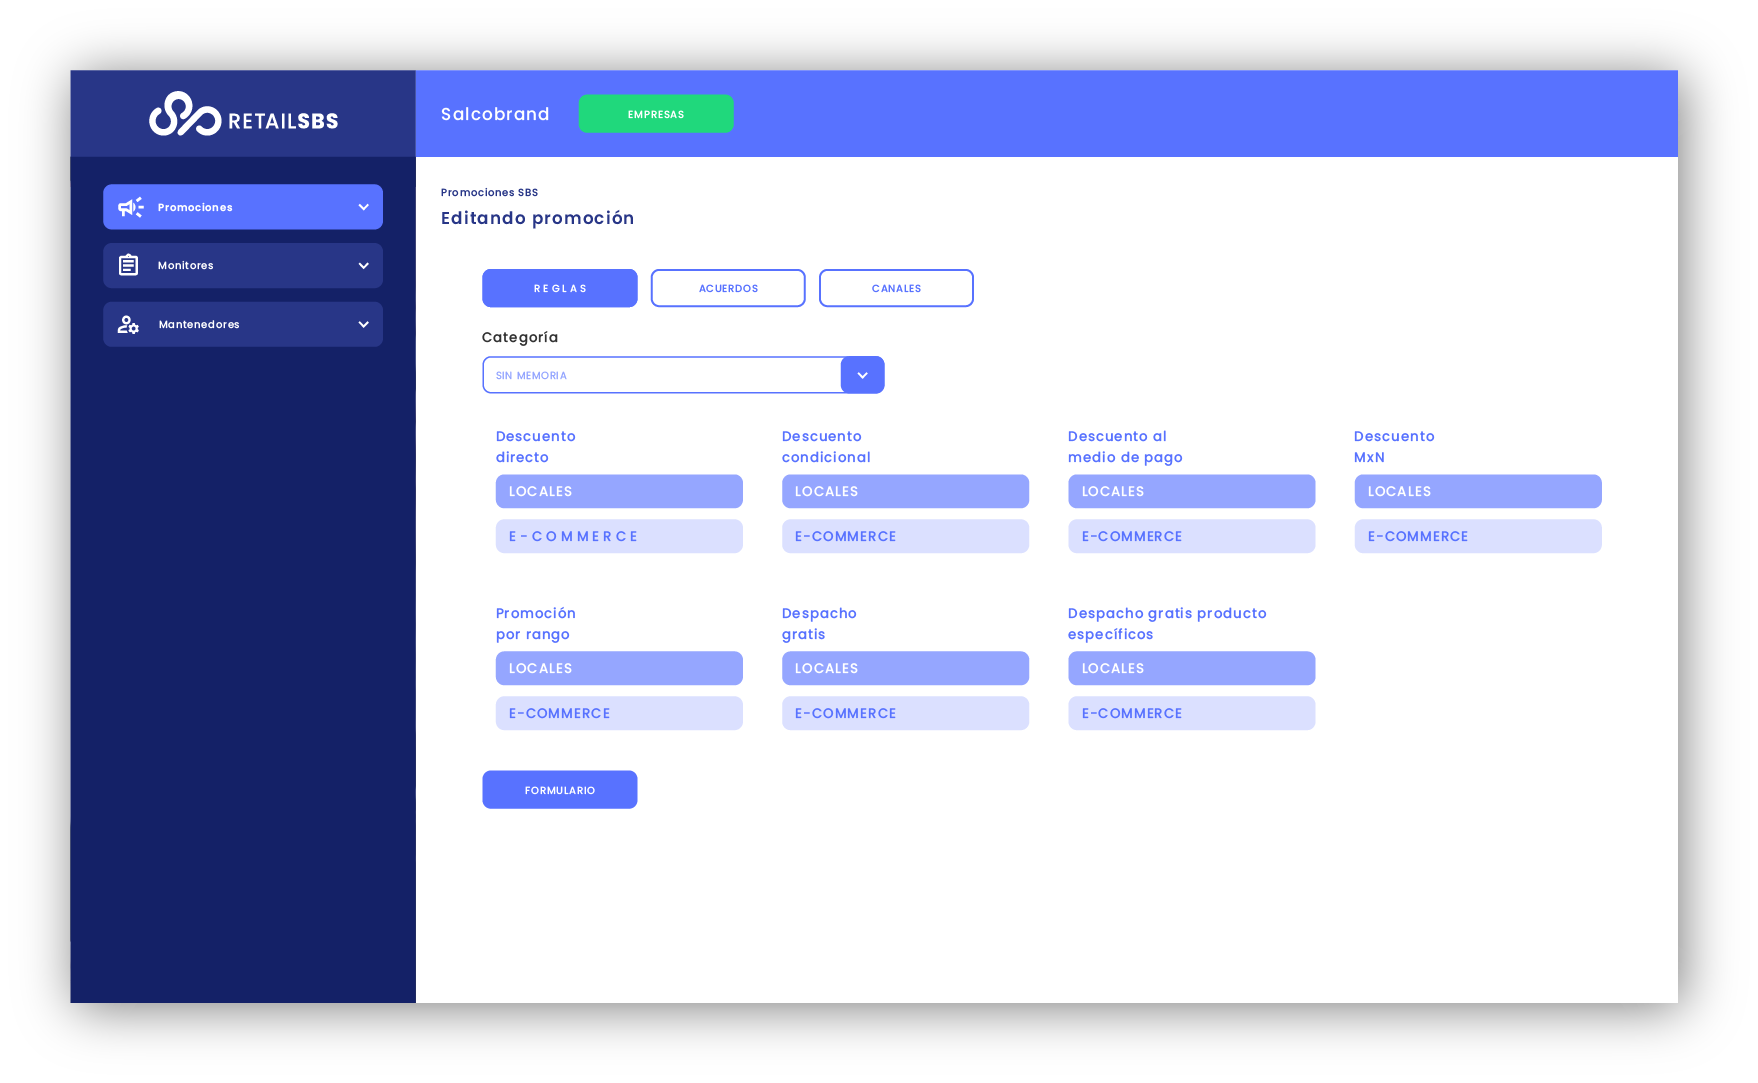 RETAILSBS
Salcobrand
EMPRESAS
Promociones
Monitores
Mantenedores
Promociones SBS
Editando promoción
REGLAS
ACUERDOS
CANALES
Categoría
SIN MEMORIA
Descuento
directo
LOCALES
E-COMMERCE
Descuento
condicional
LOCALES
E-COMMERCE
Descuento al
medio de pago
LOCALES
E-COMMERCE
Descuento
MxN
LOCALES
E-COMMERCE
Promoción
por rango
LOCALES
E-COMMERCE
Despacho
gratis
LOCALES
E-COMMERCE
Despacho gratis producto
específicos
LOCALES
E-COMMERCE
FORMULARIO